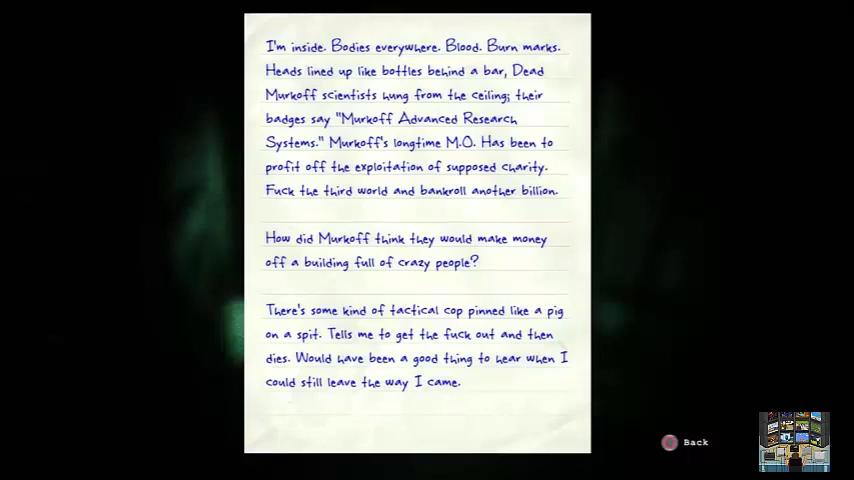 I'm inside. Bodies everywhere. Blood. Burn marks.
Heads lined up like bottles behind a bar, Dead
Murkoff scientists hung from the ceiling; their
badges say "Murkoff Advanced Research
Systems." Murkoff's longtime M.O. Has been to
profit off the exploitation of supposed charity.
Fuck the third world and bankroll another billion.
How did Murkoff think they would make money
off a building full of crazy people?
There's some kind of tactical cop pinned like a pig
on a spit. Tells me to get the fuck out and then
dies. Would have been a good thing to hear when I
could still leave the way I came.
Back